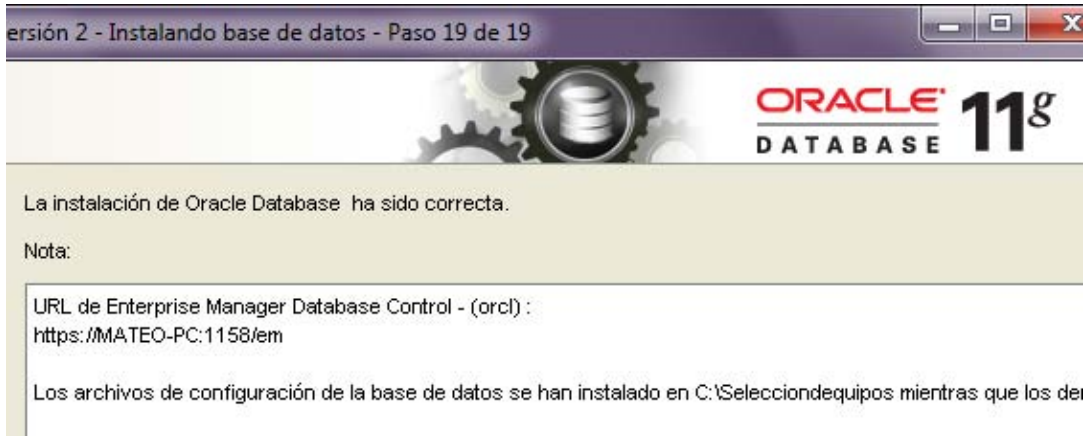 ersión 2 - Instalando base de datos - Paso 19 de 19
ORACLE 11g
DATABASE
La instalación de Oracle Database ha sido correcta.
Nota:
URL de Enterprise Manager Database Control - (orcl) :
https://MATEO-PC:1158/em
Los archivos de configuración de la base de datos se han instalado en C:\Selecciondequipos mientras que los der